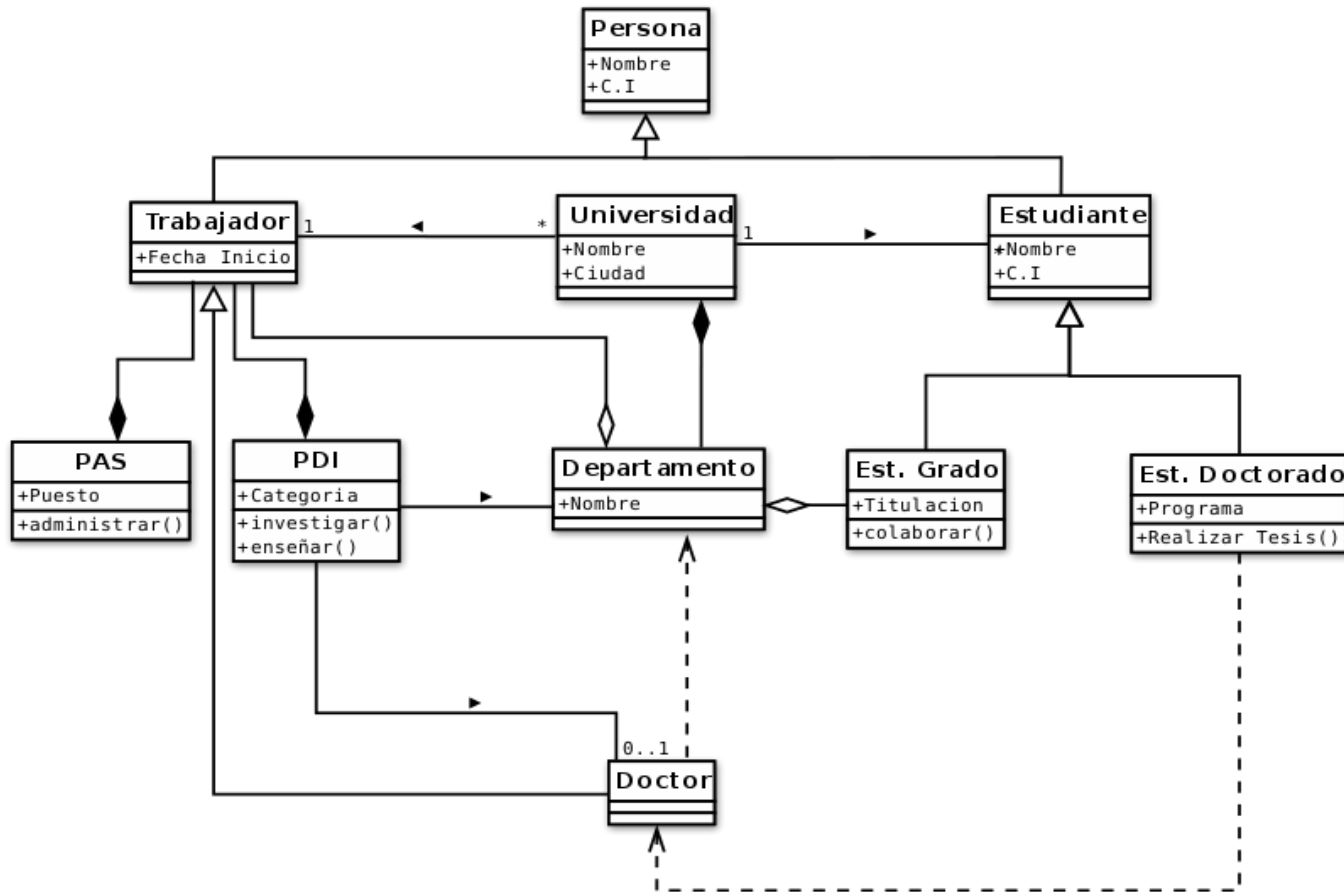 Persona
+Nombre
+C.I
Trabajador
+Fecha Inicio
1
*
Universidad
+Nombre
+Ciudad
1
Estudiante
*
+Nombre
+C.I
PAS
+Puesto
+administrar()
PDI
+Categoria
+investigar()
+enseñar()
Departamento
+Nombre
Est. Grado
+Titulacion
+colaborar()
Est. Doctorado
+Programa
+Realizar Tesis()
0..1
Doctor